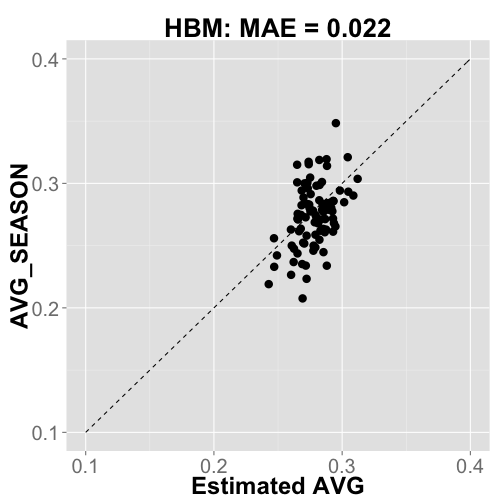 HBM: MAE = 0.022
AVG_SEASON
0.4
0.3
0.2
0.1
0.1 0.2 0.3 0.4
Estimated AVG